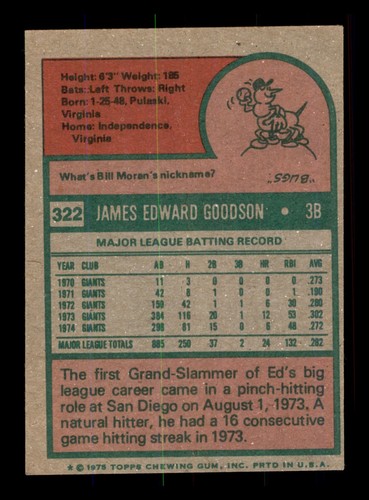 Height: 6'3" Weight: 185
Bats: Left Throws: Right
Born: 1-25-48, Pulaski,
Virginia
Home: Independence,
Virginia
What's Bill Moran's nickname?
"BUGS"
322 JAMES EDWARD GOODSON • 3B
MAJOR LEAGUE BATTING RECORD
YEAR CLUB AB H 2B 3B HR RBI AVG
1970 GIANTS 11 3 0 0 0 0 .273
1971 GIANTS 42 8 1 0 0 1 .190
1972 GIANTS 150 42 1 1 6 30 .280
1973 GIANTS 384 116 20 1 12 53 .302
1974 GIANTS 298 81 15 0 6 48 .272
MAJOR LEAGUE TOTALS 885 250 37 2 24 132 .282
The first Grand-Slammer of Ed's big
league career came in a pinch-hitting
role at San Diego on August 1, 1973. A
natural hitter, he had a 16 consecutive
game hitting streak in 1973.
★ © 1975 TOPPS CHEWING GUM, INC. PRTD IN U.S.A.